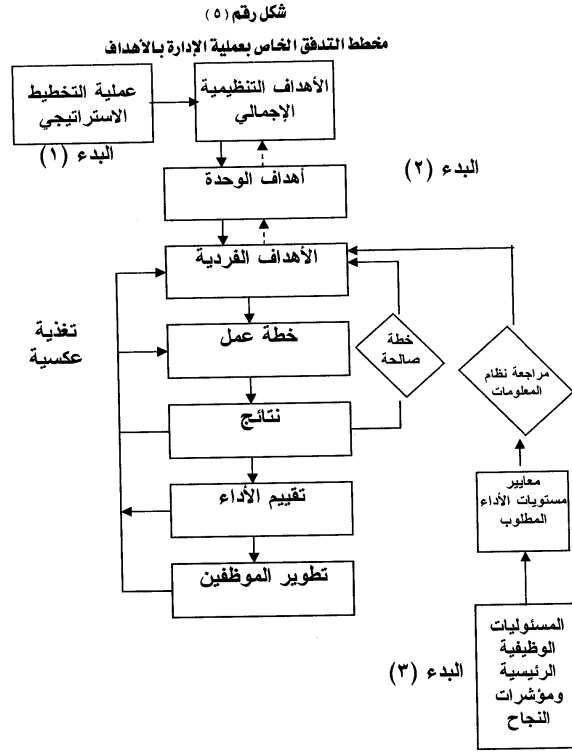 شكل رقم (٥)
مخطط التدفق الخاص بعملية الإدارة بالأهداف
عملية التخطيط
الاستراتيجي
الأهداف التنظيمية
الإجمالي
البدء (١)
البدء (٢)
أهداف الوحدة
الأهداف الفردية
تغذية
عكسية
خطة عمل
خطة
صالحة
مراجعة نظام
المعلومات
نتائج
معايير
مستويات الأداء
المطلوب
تقييم الأداء
تطوير الموظفين
المسئوليات
الوظيفية
الرئيسية
ومؤشرات
النجاح
البدء (٣)